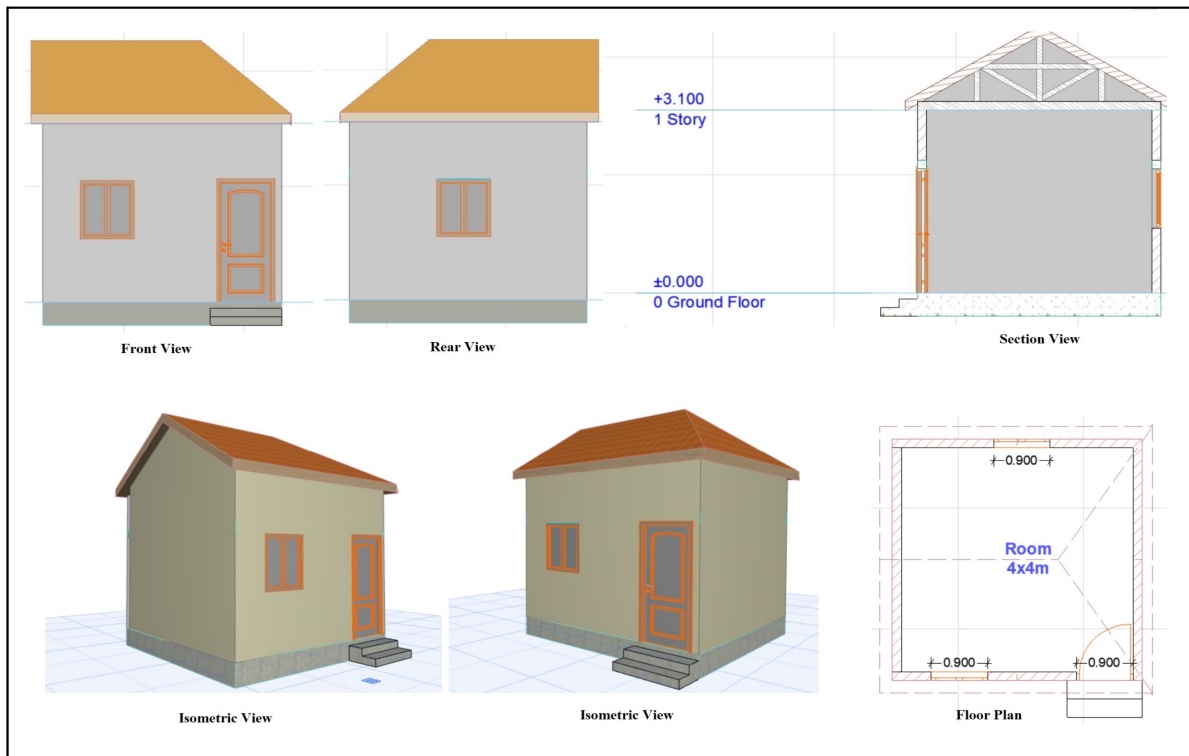 +3.100
1 Story
±0.000
0 Ground Floor
Front View
Rear View
Section View
0.900
Room
4x4m
0.900
0.900
Isometric View
Isometric View
Floor Plan